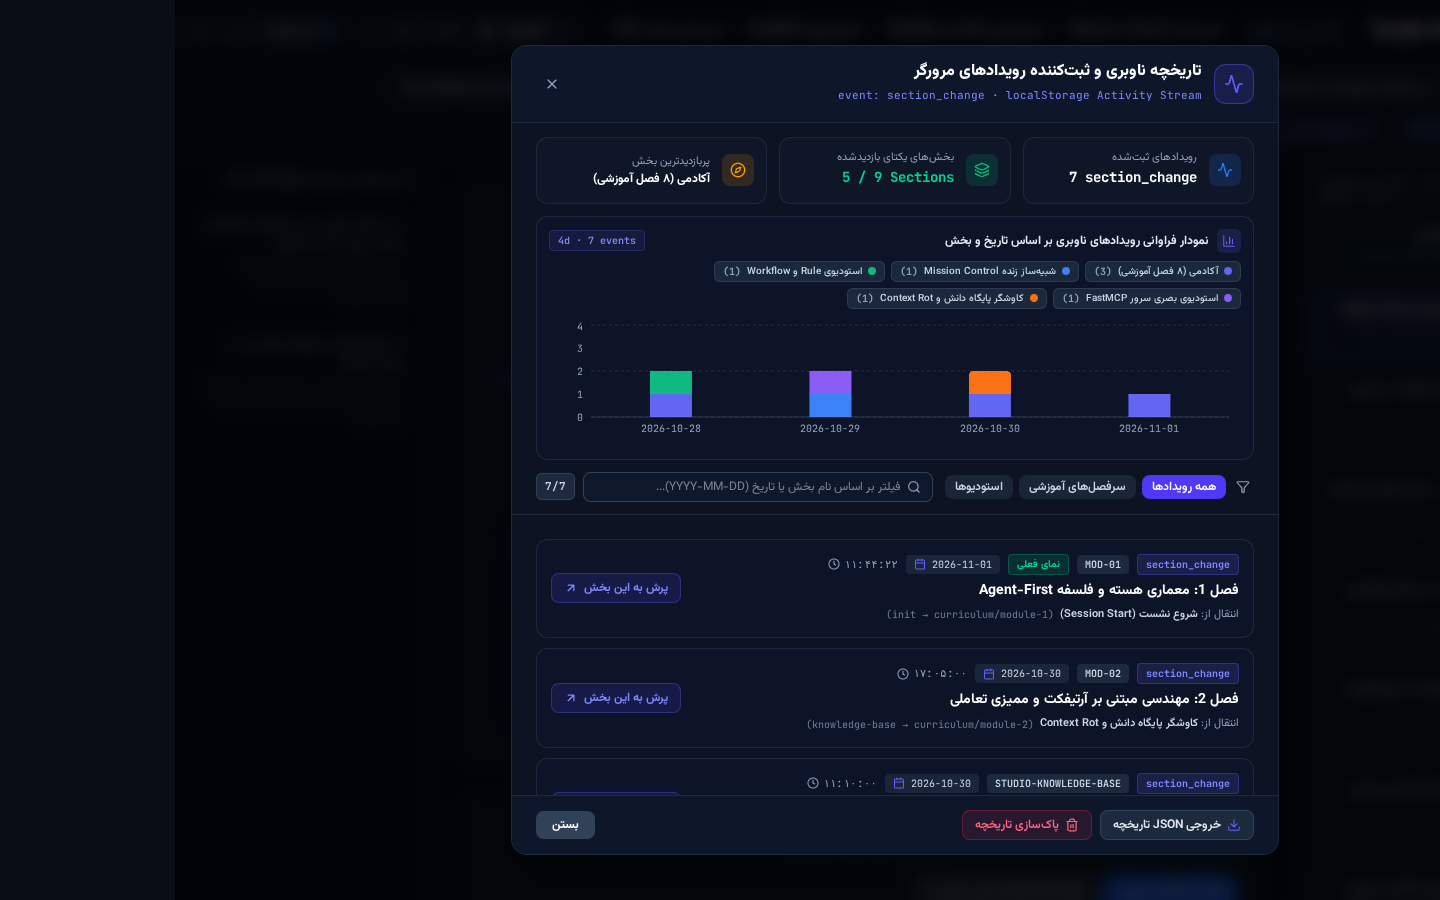 تاریخچه ناوبری و ثبت‌کننده رویدادهای مرورگر
event: section_change · localStorage Activity Stream
رویدادهای ثبت‌شده
7 section_change
بخش‌های یکتای بازدیدشده
5 / 9 Sections
پربازدیدترین بخش
آکادمی (۸ فصل آموزشی)
نمودار فراوانی رویدادهای ناوبری بر اساس تاریخ و بخش
4d · 7 events
آکادمی (۸ فصل آموزشی) (3)
شبیه‌ساز زنده Mission Control (1)
استودیوی Rule و Workflow (1)
استودیوی بصری سرور FastMCP (1)
کاوشگر پایگاه دانش و Context Rot (1)
4
3
2
1
0
2026-10-28
2026-10-29
2026-10-30
2026-11-01
همه رویدادها
سرفصل‌های آموزشی
استودیوها
فیلتر بر اساس نام بخش یا تاریخ (YYYY-MM-DD)...
7/7
section_change
MOD-01
نمای فعلی
2026-11-01
۱۱:۴۴:۲۲
فصل 1: معماری هسته و فلسفه Agent-First
انتقال از: شروع نشست (Session Start) (init → curriculum/module-1)
پرش به این بخش
section_change
MOD-02
2026-10-30
۱۷:۰۵:۰۰
فصل 2: مهندسی مبتنی بر آرتیفکت و ممیزی تعاملی
انتقال از: کاوشگر پایگاه دانش و Context Rot (knowledge-base → curriculum/module-2)
پرش به این بخش
section_change
STUDIO-KNOWLEDGE-BASE
2026-10-30
۱۱:۱۰:۰۰
خروجی JSON تاریخچه
پاک‌سازی تاریخچه
بستن